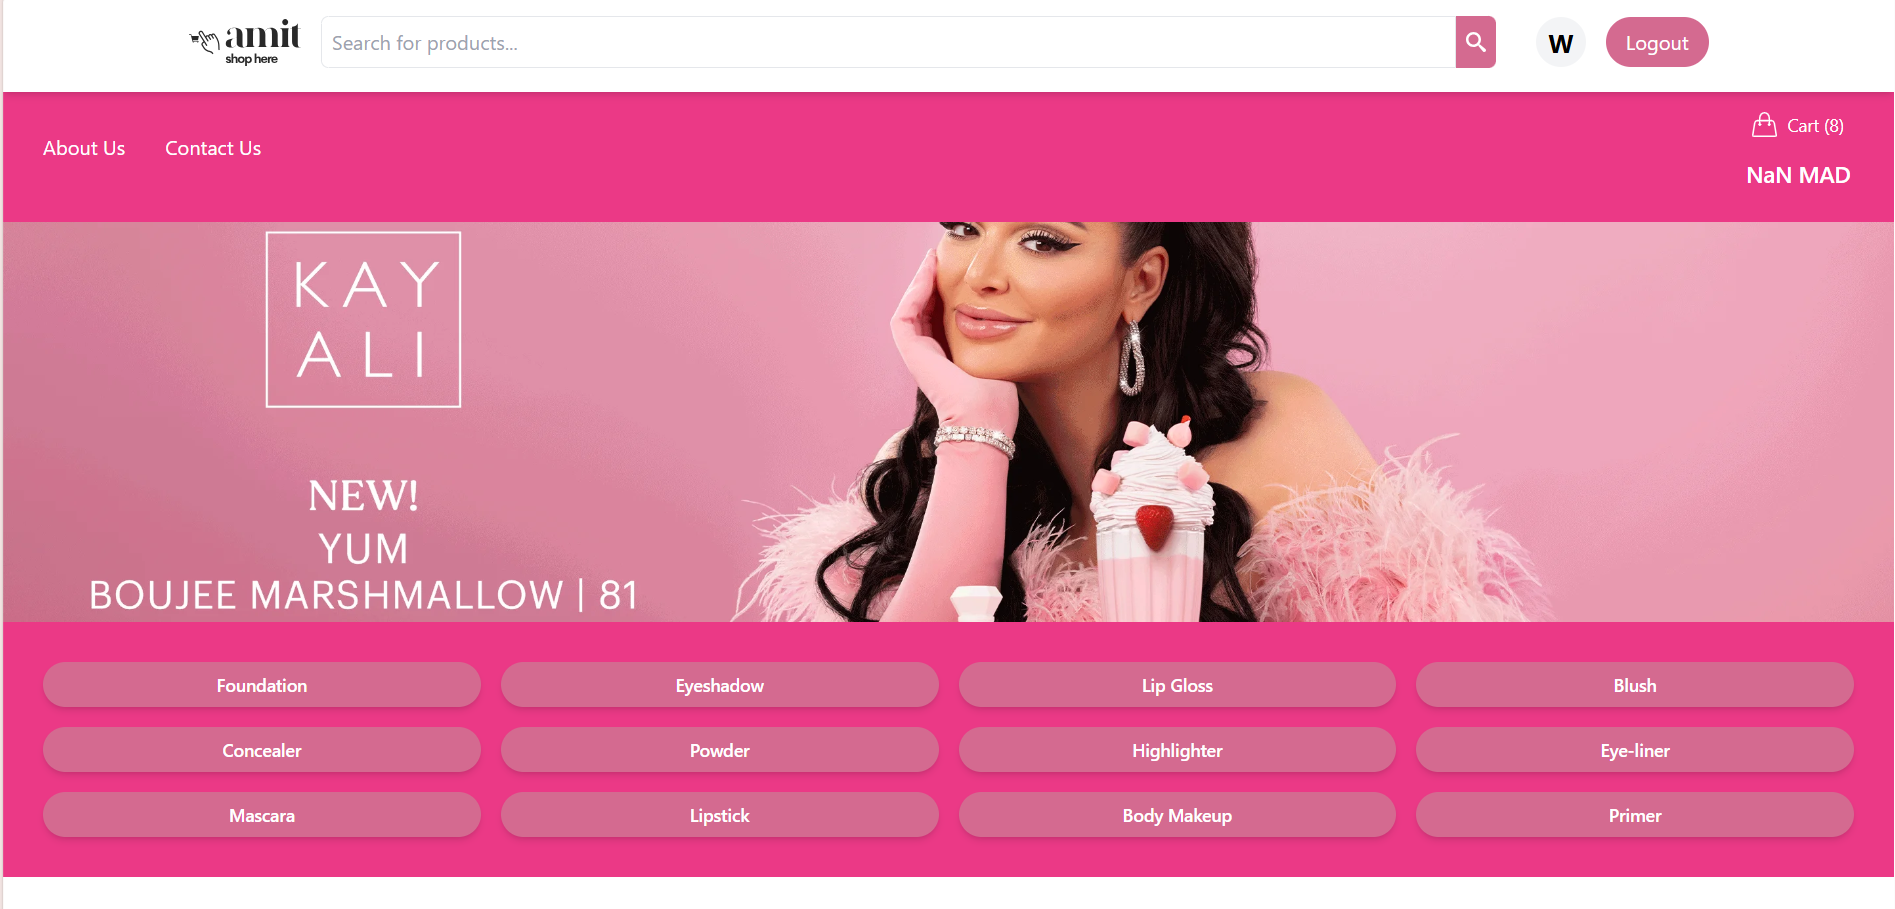 amit
shop here
Search for products...
W
Logout
About Us
Contact Us
Cart (8)
NaN MAD
KAY
ALI
NEW!
YUM
BOUJEE MARSHMALLOW | 81
Foundation
Eyeshadow
Lip Gloss
Blush
Concealer
Powder
Highlighter
Eye-liner
Mascara
Lipstick
Body Makeup
Primer